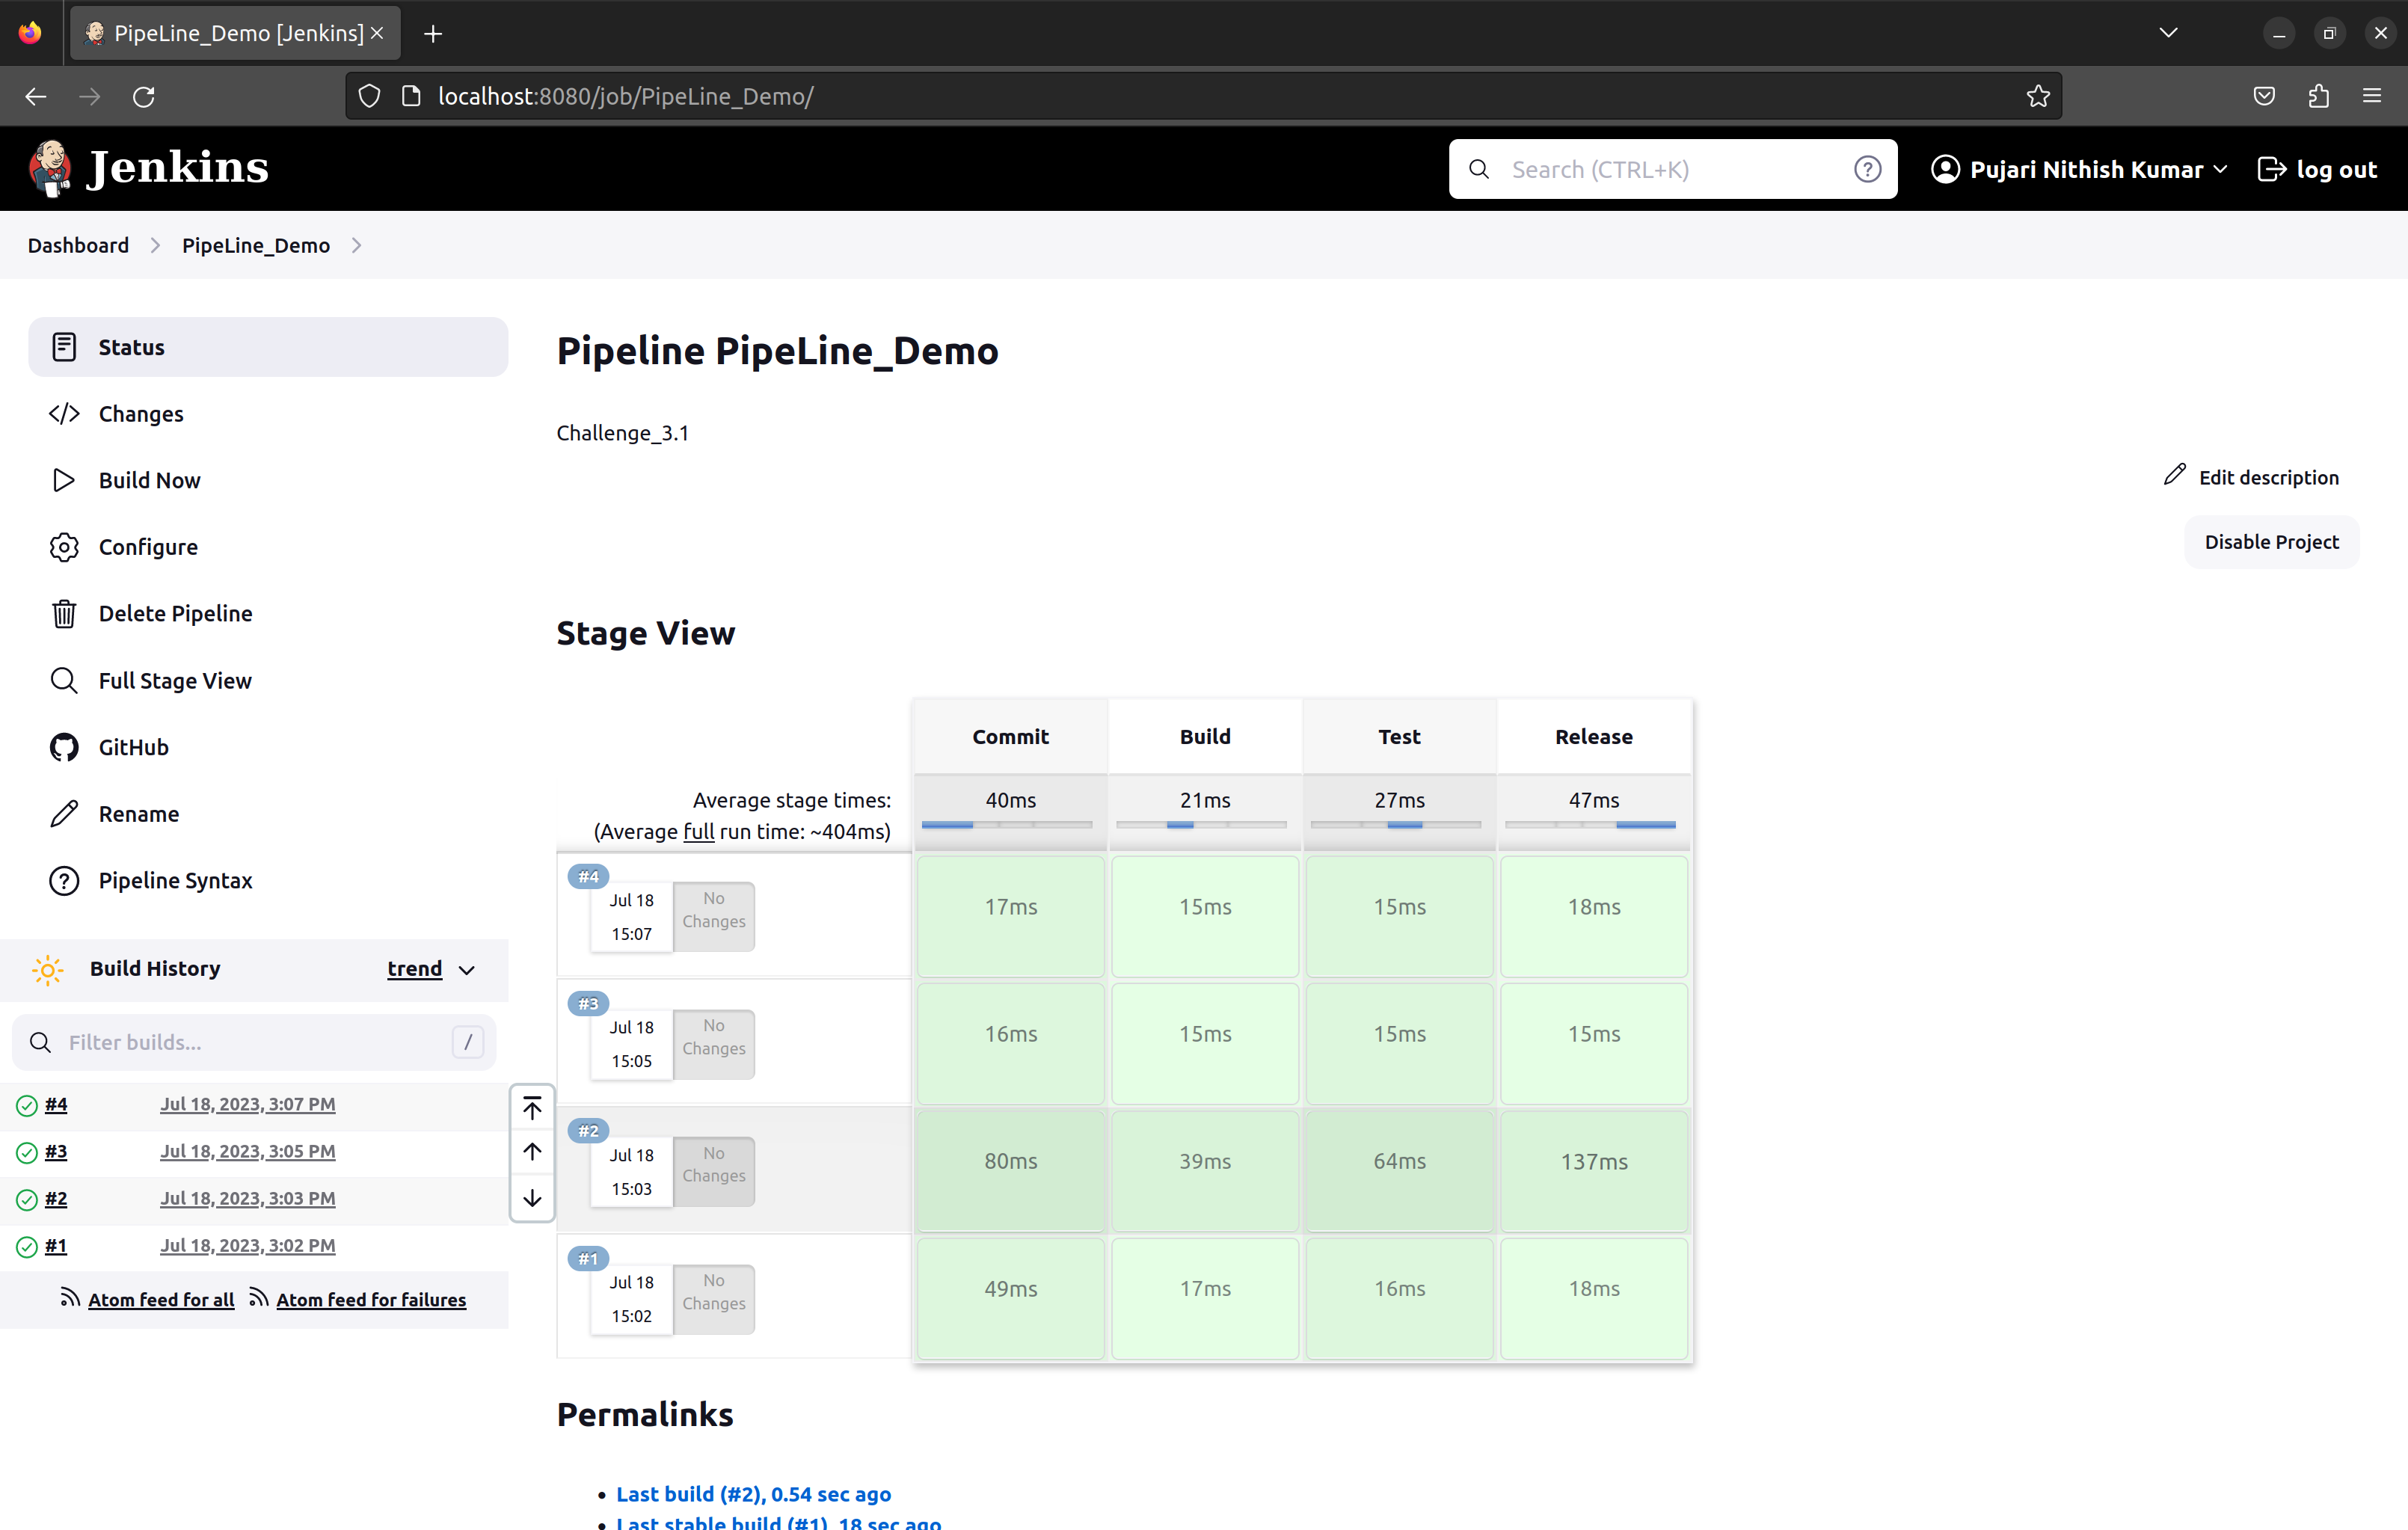 PipeLine_Demo [Jenkins]
localhost:8080/job/PipeLine_Demo/
Jenkins
Search (CTRL+K)
Pujari Nithish Kumar
log out
Dashboard
PipeLine_Demo
Status
Changes
Build Now
Configure
Delete Pipeline
Full Stage View
GitHub
Rename
Pipeline Syntax
Build History
trend
Filter builds...
/
#4 Jul 18, 2023, 3:07 PM
#3 Jul 18, 2023, 3:05 PM
#2 Jul 18, 2023, 3:03 PM
#1 Jul 18, 2023, 3:02 PM
Atom feed for all Atom feed for failures
Pipeline PipeLine_Demo
Challenge_3.1
Edit description
Disable Project
Stage View
Commit Build Test Release
Average stage times: 40ms 21ms 27ms 47ms
(Average full run time: ~404ms)
#4
Jul 18
15:07
No
Changes
17ms 15ms 15ms 18ms
#3
Jul 18
15:05
No
Changes
16ms 15ms 15ms 15ms
#2
Jul 18
15:03
No
Changes
80ms 39ms 64ms 137ms
#1
Jul 18
15:02
No
Changes
49ms 17ms 16ms 18ms
Permalinks
Last build (#2), 0.54 sec ago
Last stable build (#1), 18 sec ago